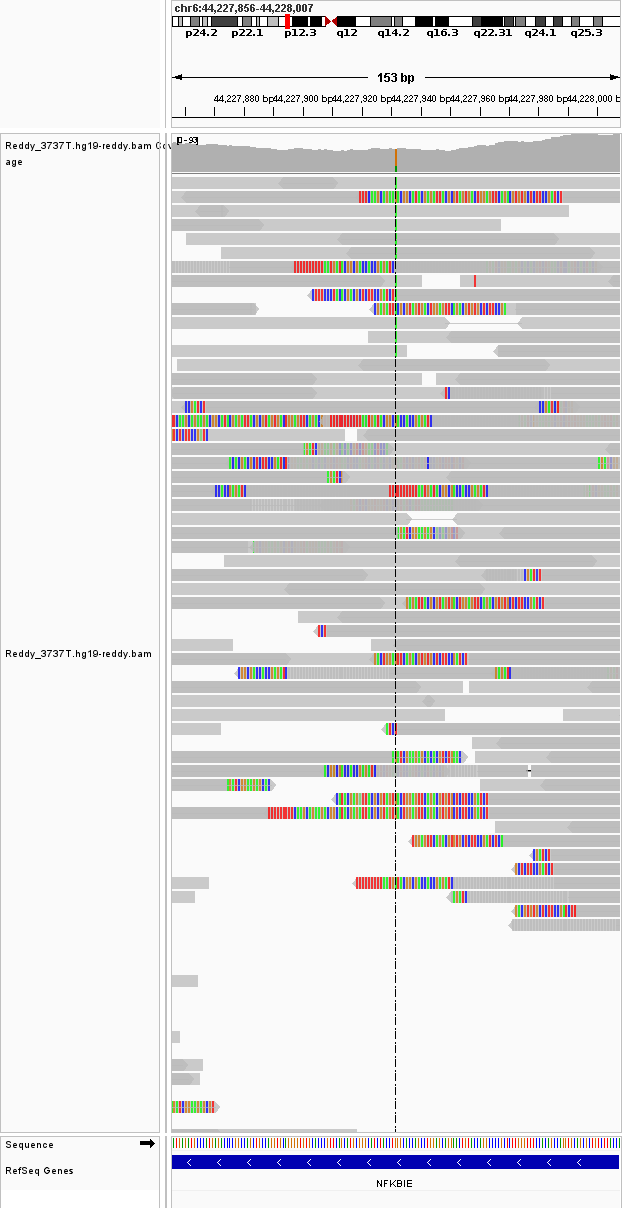 chr6:44,227,856-44,228,007
p24.2 p22.1 p12.3 q12 q14.2 q16.3 q22.31 q24.1 q25.3
153 bp
44,227,880 bp 44,227,900 bp 44,227,920 bp 44,227,940 bp 44,227,960 bp 44,227,980 bp 44,228,000 b
Reddy_3737T.hg19-reddy.bam Cov
age
Reddy_3737T.hg19-reddy.bam
Sequence
RefSeq Genes
NFKBIE